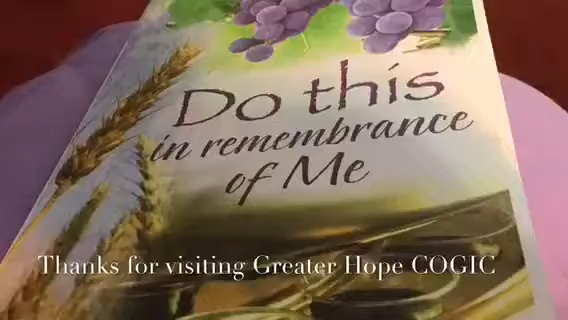 Do this
in remembrance
of Me
Thanks for visiting Greater Hope COGIC